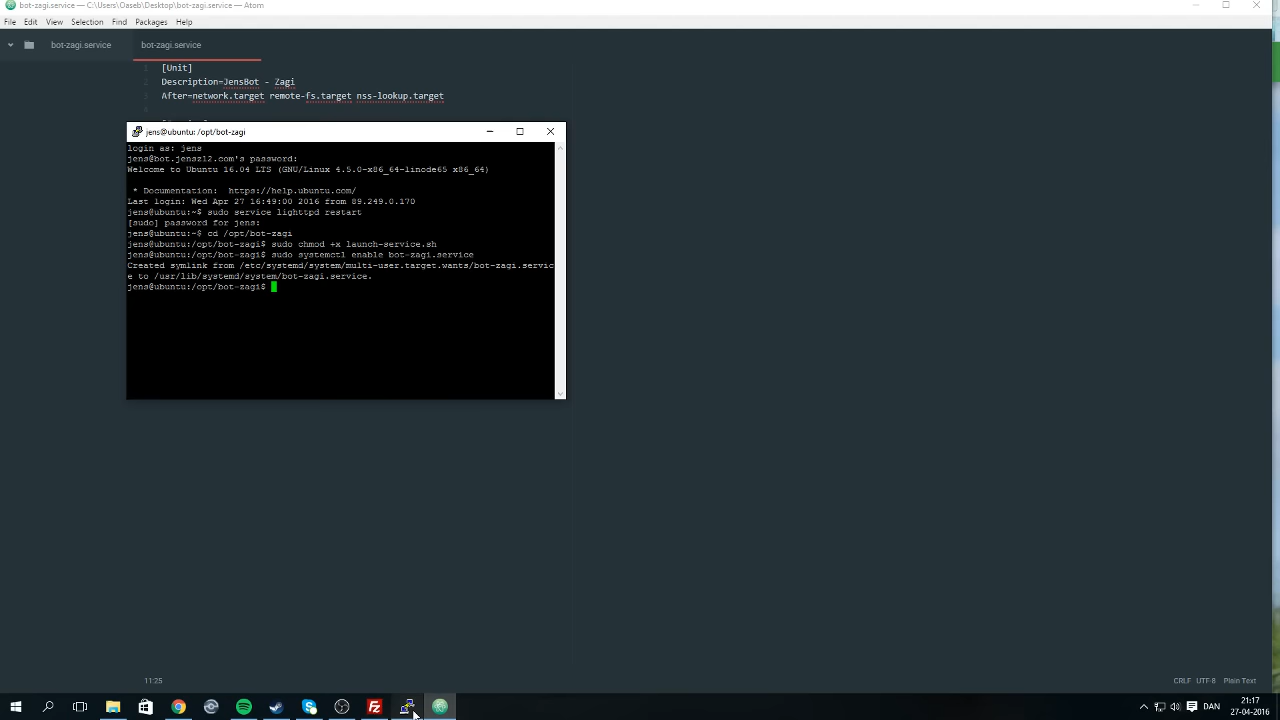 bot-zagi.service — C:\Users\Oaseb\Desktop\bot-zagi.service — Atom
File Edit View Selection Find Packages Help
bot-zagi.service
bot-zagi.service
1 [Unit]
2 Description=JensBot - Zagi
3 After=network.target remote-fs.target nss-lookup.target
4
jens@ubuntu: /opt/bot-zagi
login as: jens
jens@bot.jensz12.com's password:
Welcome to Ubuntu 16.04 LTS (GNU/Linux 4.5.0-x86_64-linode65 x86_64)
* Documentation: https://help.ubuntu.com/
Last login: Wed Apr 27 16:49:00 2016 from 89.249.0.170
jens@ubuntu:~$ sudo service lighttpd restart
[sudo] password for jens:
jens@ubuntu:~$ cd /opt/bot-zagi
jens@ubuntu:/opt/bot-zagi$ sudo chmod +x launch-service.sh
jens@ubuntu:/opt/bot-zagi$ sudo systemctl enable bot-zagi.service
Created symlink from /etc/systemd/system/multi-user.target.wants/bot-zagi.servic
e to /usr/lib/systemd/system/bot-zagi.service.
jens@ubuntu:/opt/bot-zagi$
11:25
CRLF UTF-8 Plain Text
DAN
21:17
27-04-2016